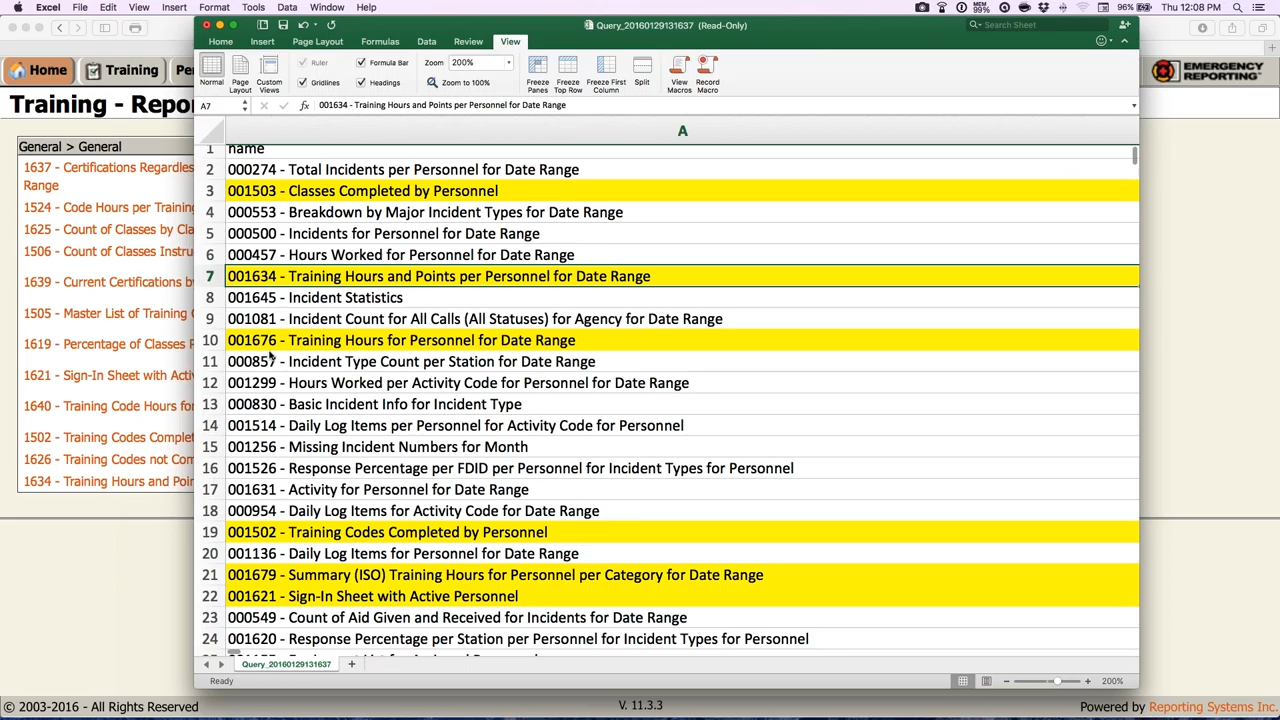 Excel File Edit View Insert Format Tools Data Window Help
96% Thu 12:08 PM
Query_20160129131637 (Read-Only)
Search Sheet
Home Insert Page Layout Formulas Data Review View
Normal Page Layout Custom Views Ruler Formula Bar Gridlines Headings Zoom 200% Zoom to 100% Freeze Panes Freeze Top Row Freeze First Column Split View Macros Record Macro
A7 fx 001634 - Training Hours and Points per Personnel for Date Range
Home Training Per
EMERGENCY REPORTING
Training - Repor
General > General
1637 - Certifications Regardles
Range
1524 - Code Hours per Training
1625 - Count of Classes by Cla
1506 - Count of Classes Instru
1639 - Current Certifications by
1505 - Master List of Training C
1619 - Percentage of Classes P
1621 - Sign-In Sheet with Activ
1640 - Training Code Hours for
1502 - Training Codes Complet
1626 - Training Codes not Com
1634 - Training Hours and Poin
A
1 name
2 000274 - Total Incidents per Personnel for Date Range
3 001503 - Classes Completed by Personnel
4 000553 - Breakdown by Major Incident Types for Date Range
5 000500 - Incidents for Personnel for Date Range
6 000457 - Hours Worked for Personnel for Date Range
7 001634 - Training Hours and Points per Personnel for Date Range
8 001645 - Incident Statistics
9 001081 - Incident Count for All Calls (All Statuses) for Agency for Date Range
10 001676 - Training Hours for Personnel for Date Range
11 000857 - Incident Type Count per Station for Date Range
12 001299 - Hours Worked per Activity Code for Personnel for Date Range
13 000830 - Basic Incident Info for Incident Type
14 001514 - Daily Log Items per Personnel for Activity Code for Personnel
15 001256 - Missing Incident Numbers for Month
16 001526 - Response Percentage per FDID per Personnel for Incident Types for Personnel
17 001631 - Activity for Personnel for Date Range
18 000954 - Daily Log Items for Activity Code for Date Range
19 001502 - Training Codes Completed by Personnel
20 001136 - Daily Log Items for Personnel for Date Range
21 001679 - Summary (ISO) Training Hours for Personnel per Category for Date Range
22 001621 - Sign-In Sheet with Active Personnel
23 000549 - Count of Aid Given and Received for Incidents for Date Range
24 001620 - Response Percentage per Station per Personnel for Incident Types for Personnel
Query_20160129131637
Ready 200%
© 2003-2016 - All Rights Reserved V. 11.3.3 Powered by Reporting Systems Inc.